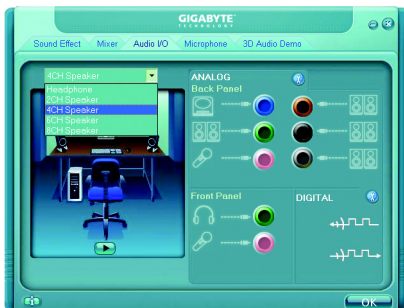 GIGABYTE
TECHNOLOGY
Sound Effect Mixer Audio I/O Microphone 3D Audio Demo
4CH Speaker
Headphone
2CH Speaker
4CH Speaker
6CH Speaker
8CH Speaker
ANALOG
Back Panel
Front Panel
DIGITAL
OK